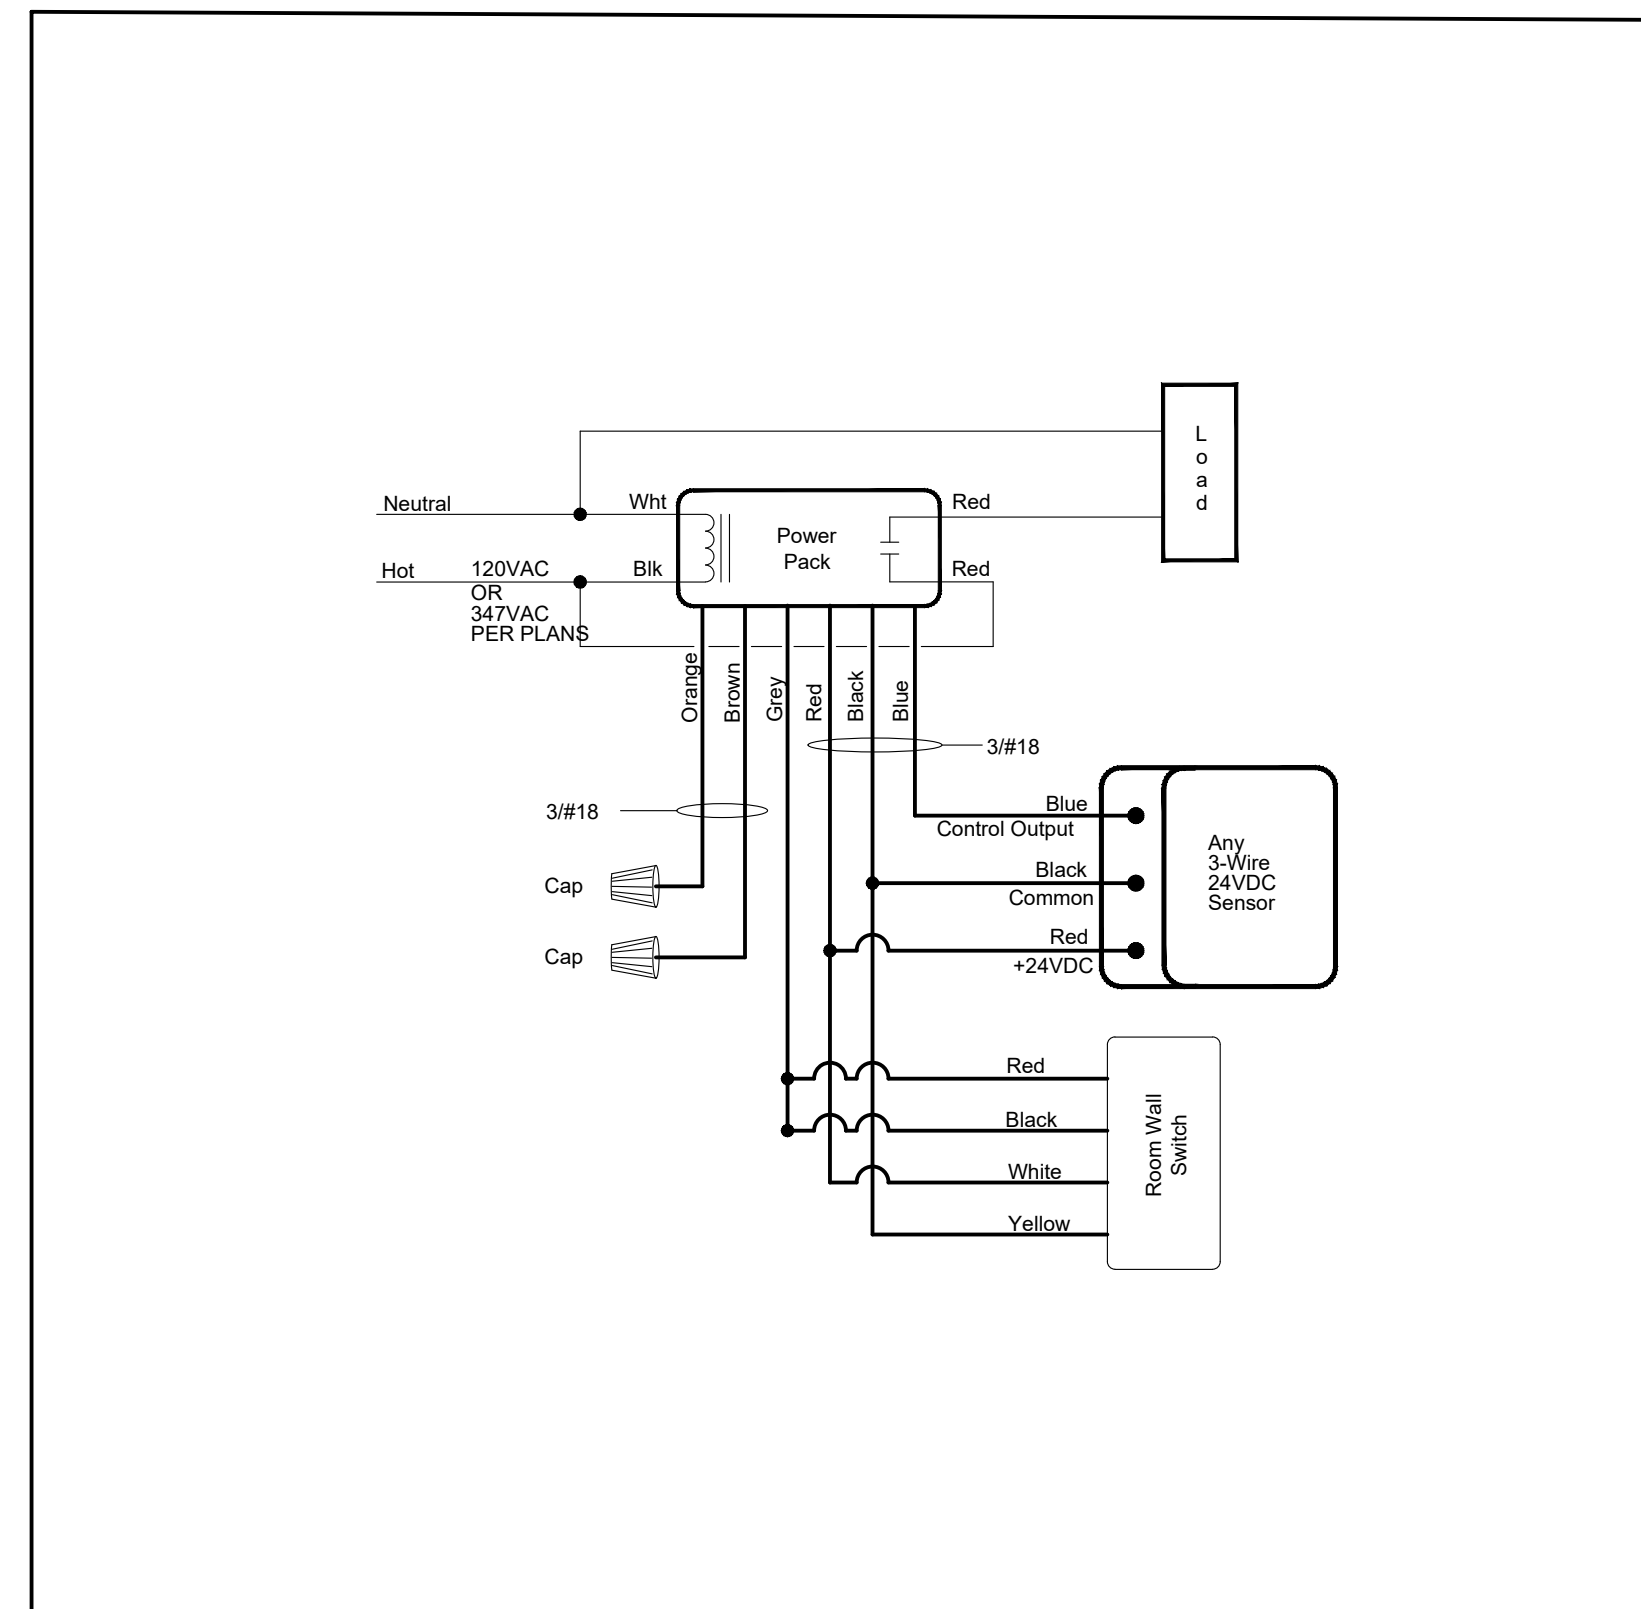 L
o
a
d
Neutral
Wht
Red
Power
Pack
Hot
120VAC
OR
347VAC
PER PLANS
Blk
Red
Orange
Brown
Grey
Red
Black
Blue
3/#18
3/#18
Blue
Control Output
Black
Common
Red
+24VDC
Any
3-Wire
24VDC
Sensor
Cap
Cap
Red
Black
White
Yellow
Room Wall
Switch